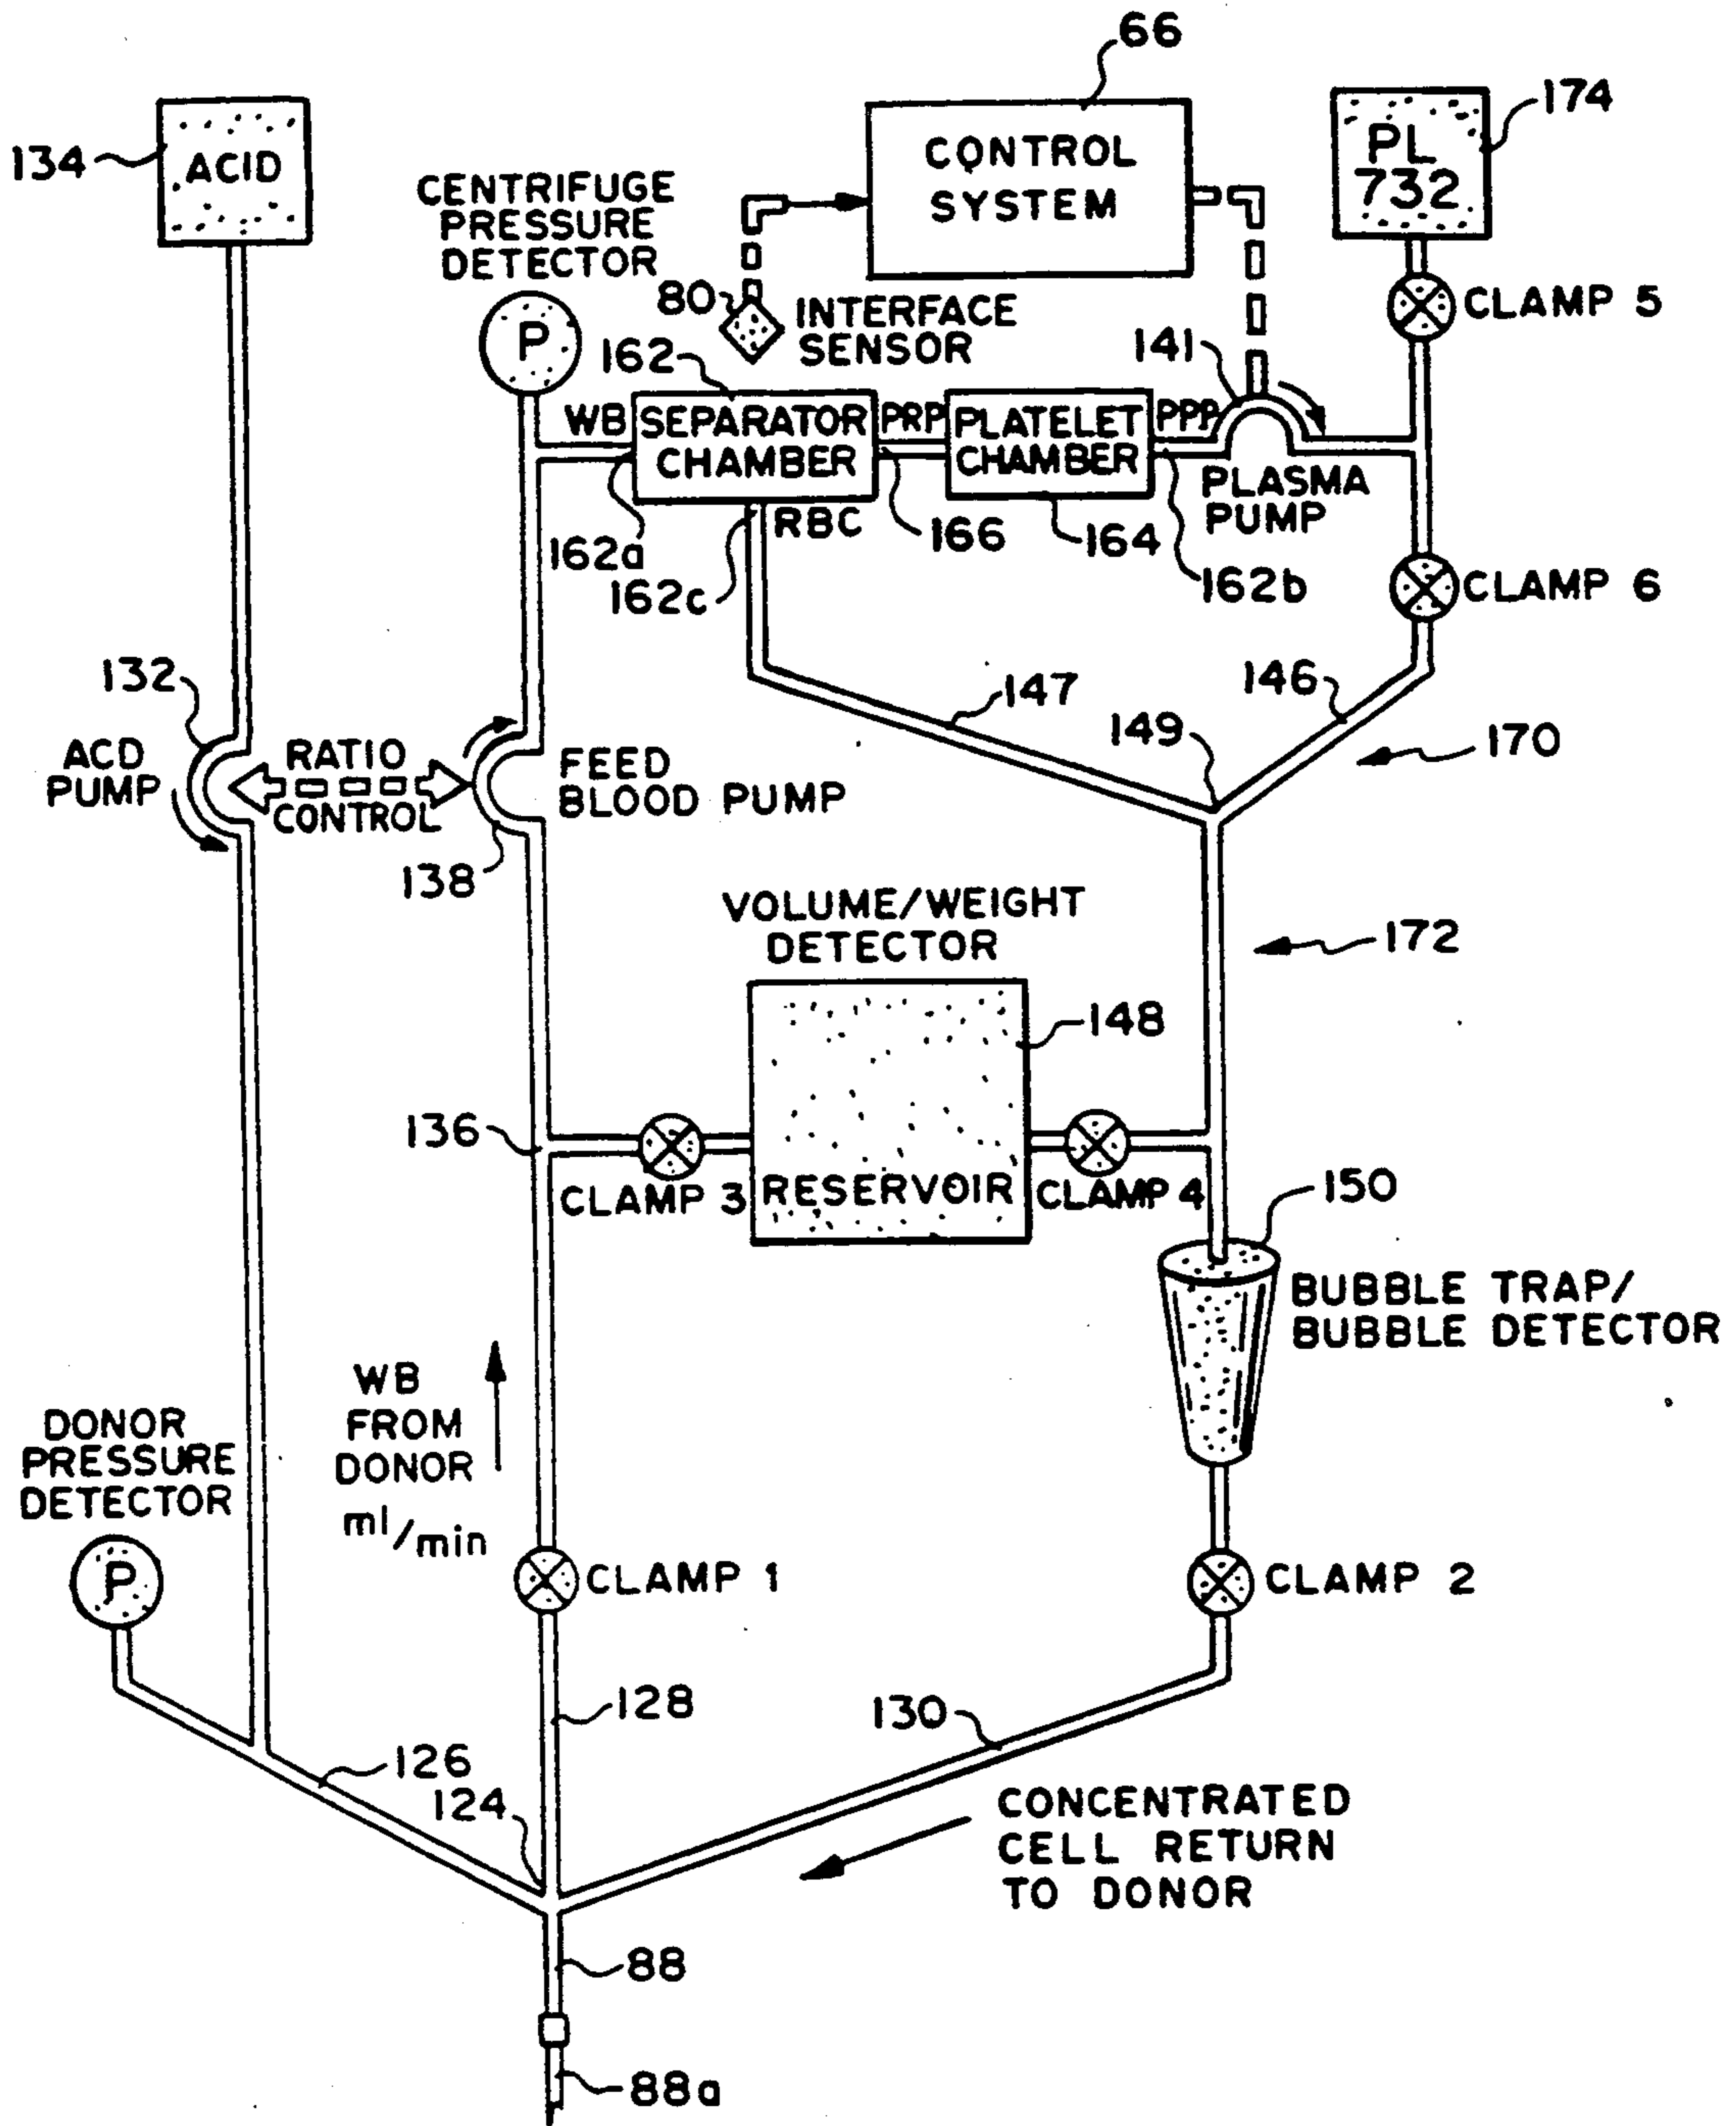 66
134
ACID
CONTROL
SYSTEM
PL
732
174
CENTRIFUGE
PRESSURE
DETECTOR
P
80
INTERFACE
SENSOR
CLAMP 5
162
141
WB
SEPARATOR
CHAMBER
PRP
PLATELET
CHAMBER
PPP
PLASMA
PUMP
162a
162c
RBC
166
164
162b
CLAMP 6
132
ACD
PUMP
RATIO
CONTROL
FEED
BLOOD PUMP
138
147
149
146
170
VOLUME/WEIGHT
DETECTOR
172
148
136
CLAMP 3
RESERVOIR
CLAMP 4
150
BUBBLE TRAP/
BUBBLE DETECTOR
WB
FROM
DONOR
ml/min
DONOR
PRESSURE
DETECTOR
P
CLAMP 1
CLAMP 2
128
130
126
124
CONCENTRATED
CELL RETURN
TO DONOR
88
88a